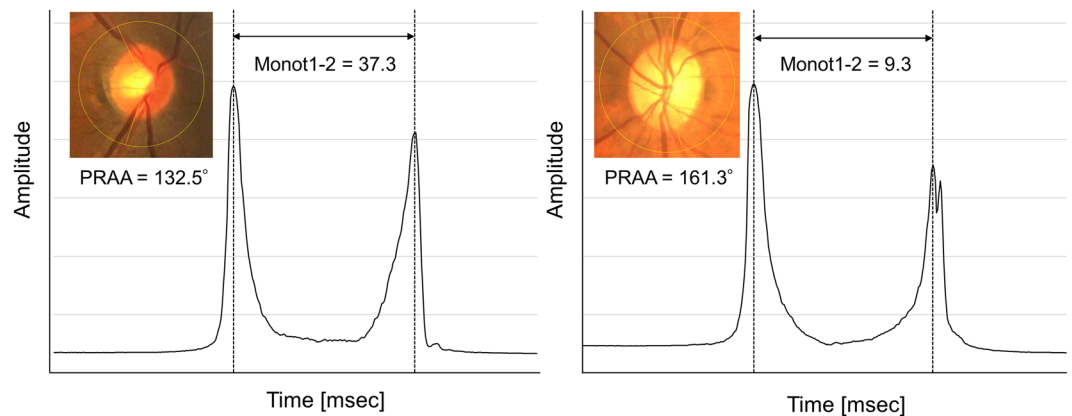 Monot1-2 = 37.3
PRAA = 132.5°
Amplitude
Time [msec]
Monot1-2 = 9.3
PRAA = 161.3°
Amplitude
Time [msec]